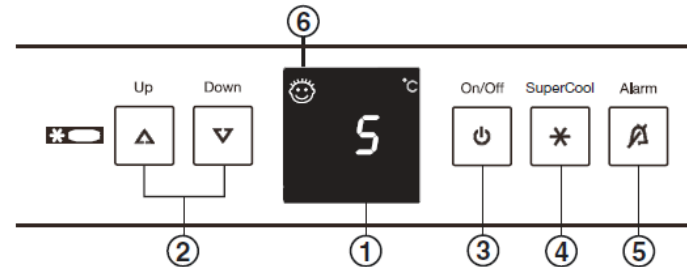 ⑥
Up Down °C On/Off SuperCool Alarm
5
② ① ③ ④ ⑤